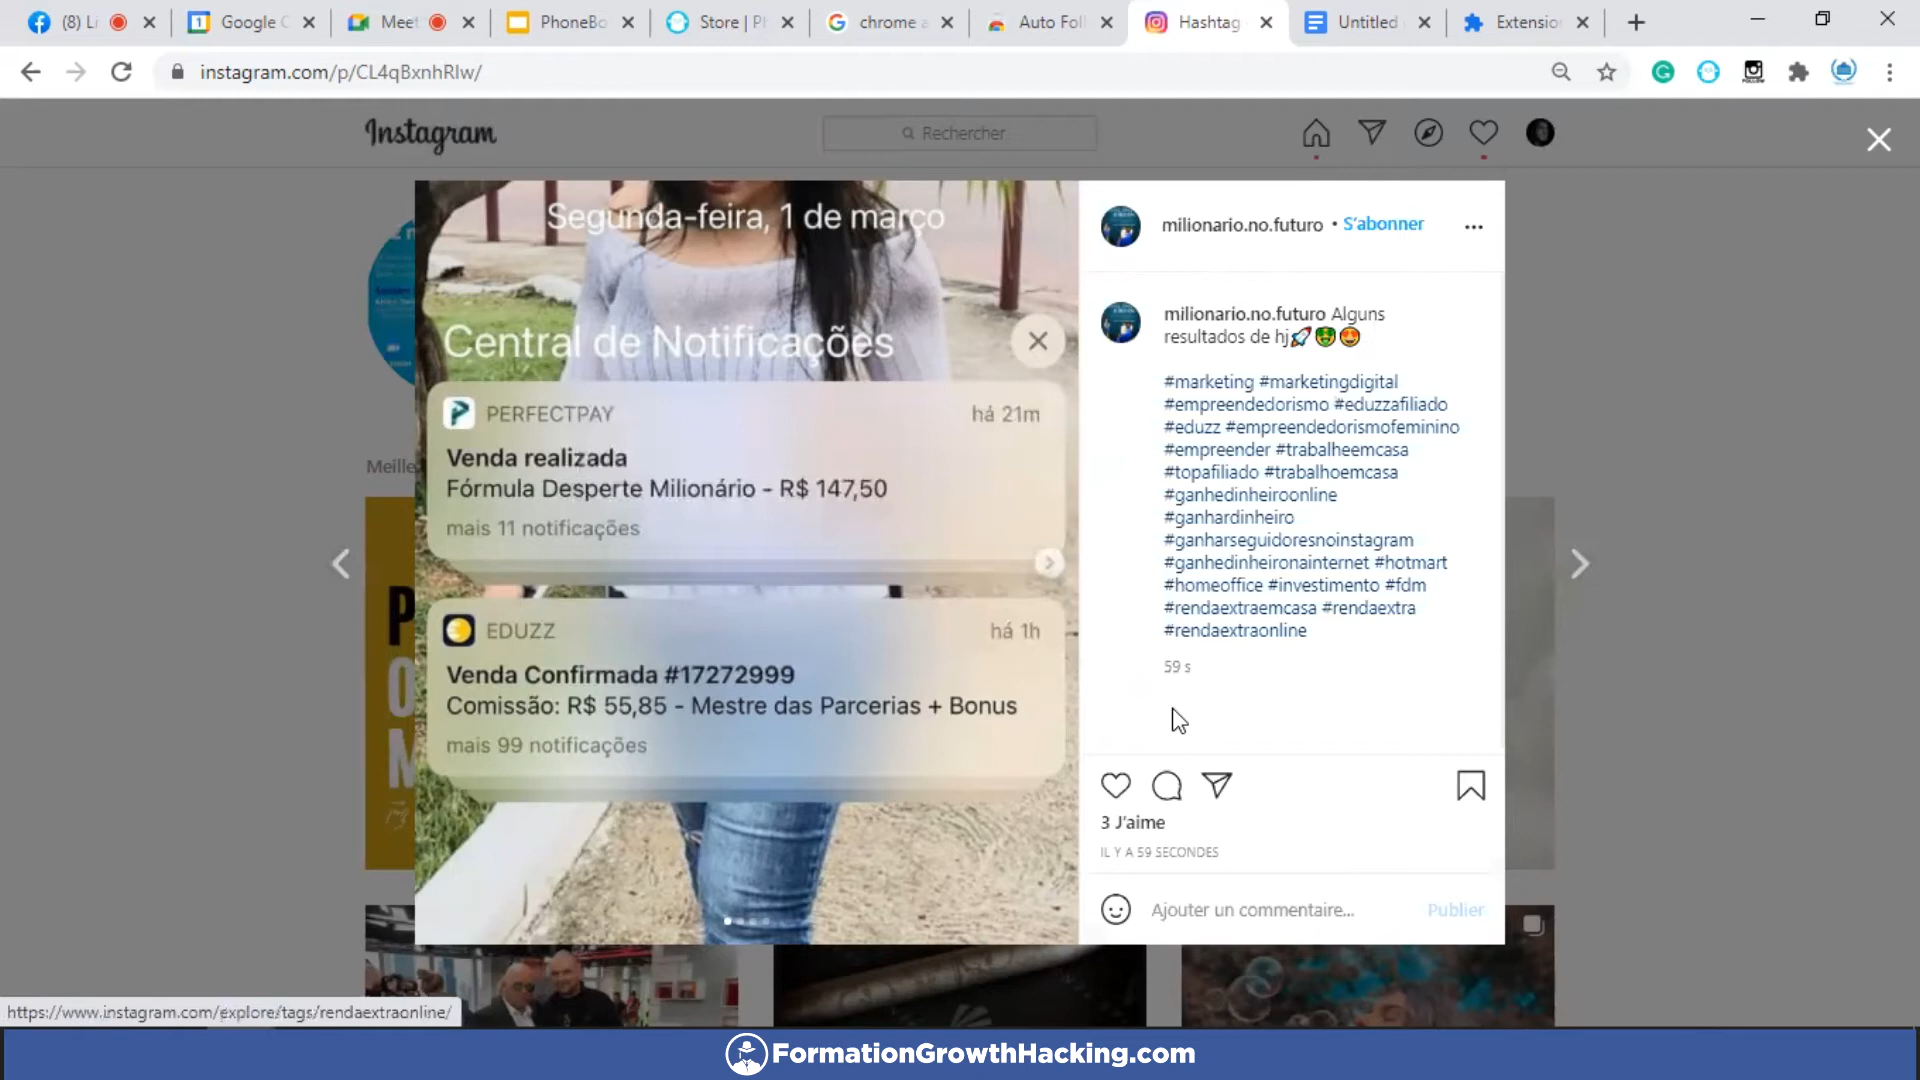 (8) Li
Google C
Meet
PhoneBo
Store | Ph
chrome a
Auto Foll
Hashtag
Untitled
Extension
instagram.com/p/CL4qBxnhRIw/
Instagram
Rechercher
Segunda-feira, 1 de março
Central de Notificações
PERFECTPAY
há 21m
Venda realizada
Fórmula Desperte Milionário - R$ 147,50
mais 11 notificações
EDUZZ
há 1h
Venda Confirmada #17272999
Comissão: R$ 55,85 - Mestre das Parcerias + Bonus
mais 99 notificações
milionario.no.futuro • S'abonner
milionario.no.futuro Alguns
resultados de hj🚀🤑😍
#marketing #marketingdigital
#empreendedorismo #eduzzafiliado
#eduzz #empreendedorismofeminino
#empreender #trabalheemcasa
#topafiliado #trabalhoemcasa
#ganhedinheiroonline
#ganhardinheiro
#ganharseguidoresnoinstagram
#ganhedinheironainternet #hotmart
#homeoffice #investimento #fdm
#rendaextraemcasa #rendaextra
#rendaextraonline
59 s
3 J'aime
IL Y A 59 SECONDES
Ajouter un commentaire...
Publier
Meille
P
O
M
https://www.instagram.com/explore/tags/rendaextraonline/
FormationGrowthHacking.com